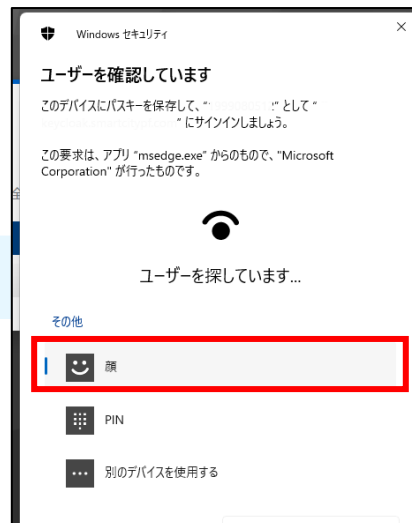 Windows セキュリティ
ユーザーを確認しています
このデバイスにパスキーを保存して、" " として "
" にサインインしましょう。
この要求は、アプリ "msedge.exe" からのもので、"Microsoft
Corporation" が行ったものです。
ユーザーを探しています...
その他
顔
PIN
別のデバイスを使用する